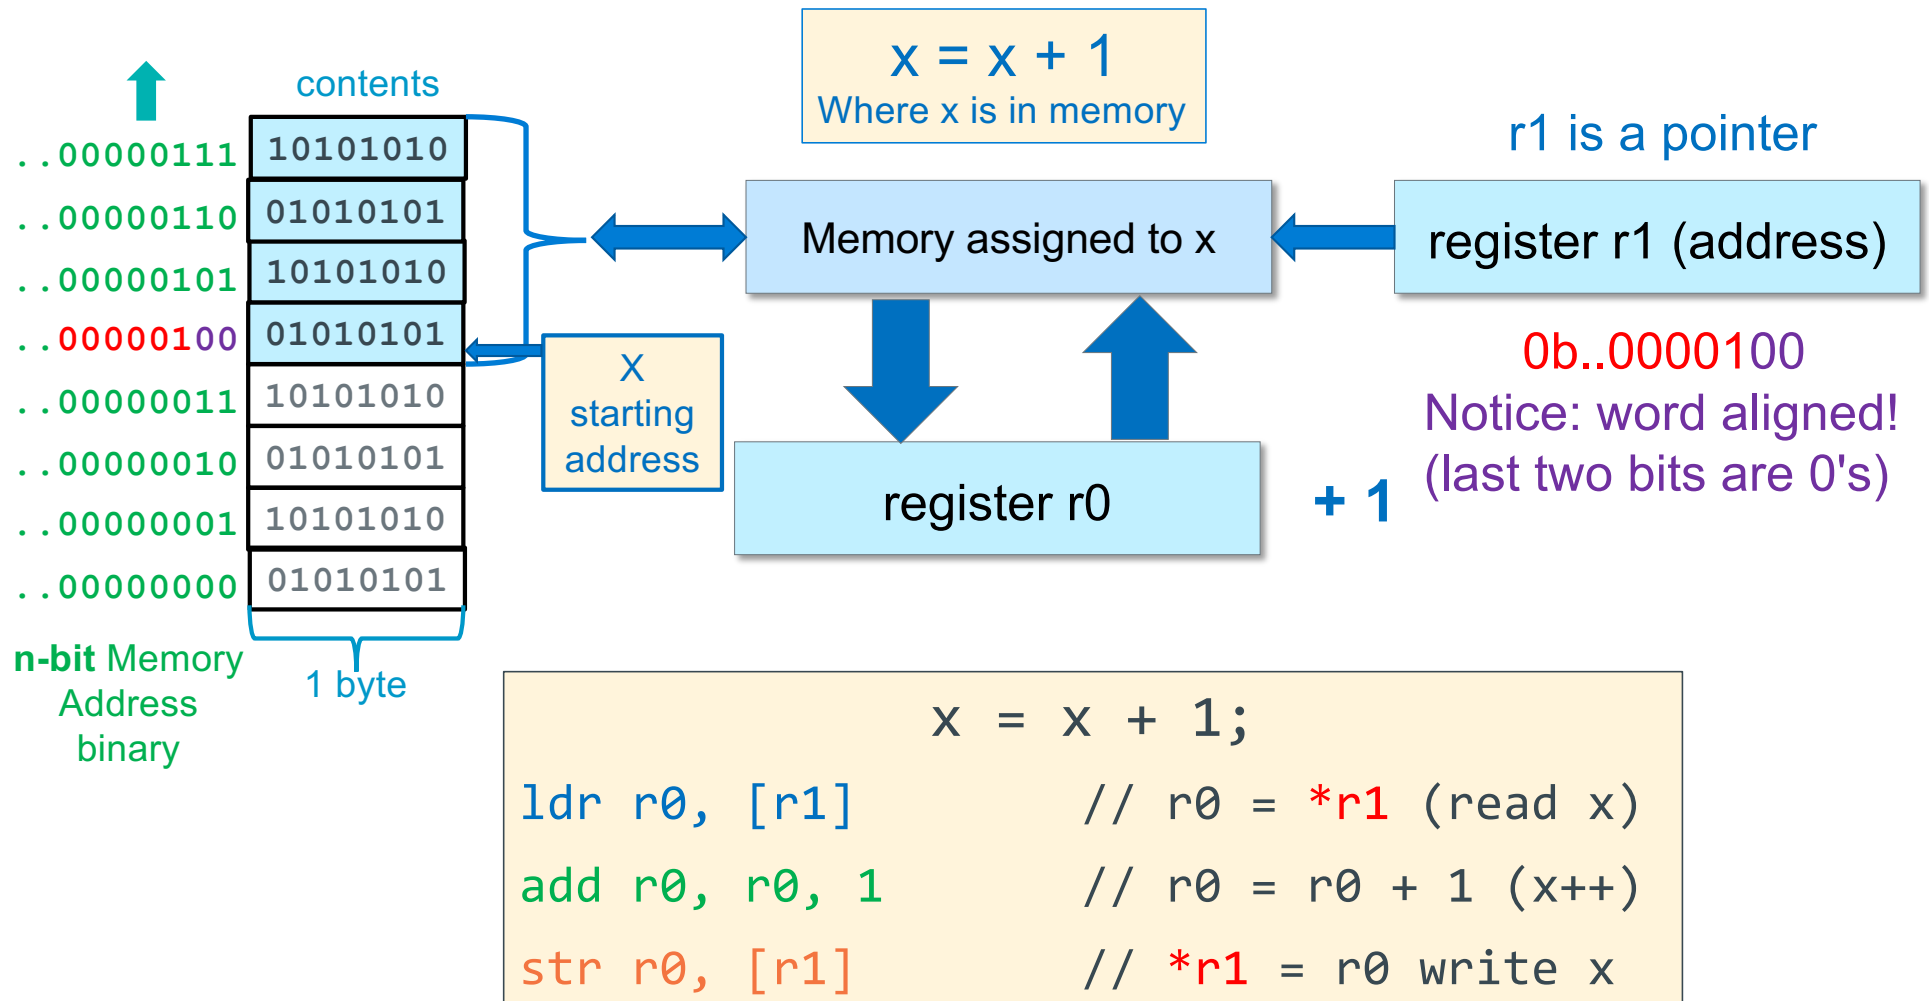 x = x + 1
Where x is in memory
contents
..00000111 10101010
..00000110 01010101
..00000101 10101010
..00000100 01010101
..00000011 10101010
..00000010 01010101
..00000001 10101010
..00000000 01010101
n-bit Memory
Address
binary
1 byte
X
starting
address
Memory assigned to x
r1 is a pointer
register r1 (address)
0b..0000100
Notice: word aligned!
(last two bits are 0's)
register r0
+ 1
x = x + 1;
ldr r0, [r1] // r0 = *r1 (read x)
add r0, r0, 1 // r0 = r0 + 1 (x++)
str r0, [r1] // *r1 = r0 write x